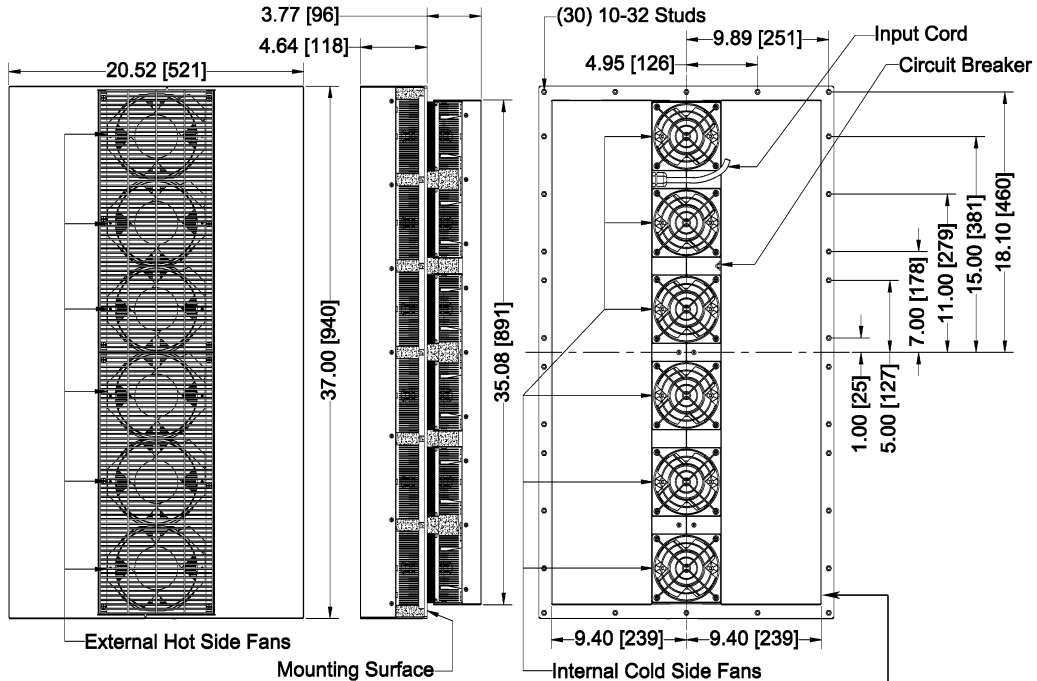 3.77 [96]
4.64 [118]
20.52 [521]
37.00 [940]
35.08 [891]
(30) 10-32 Studs
9.89 [251]
4.95 [126]
Input Cord
Circuit Breaker
1.00 [25]
5.00 [127]
7.00 [178]
11.00 [279]
15.00 [381]
18.10 [460]
9.40 [239]
9.40 [239]
External Hot Side Fans
Mounting Surface
Internal Cold Side Fans